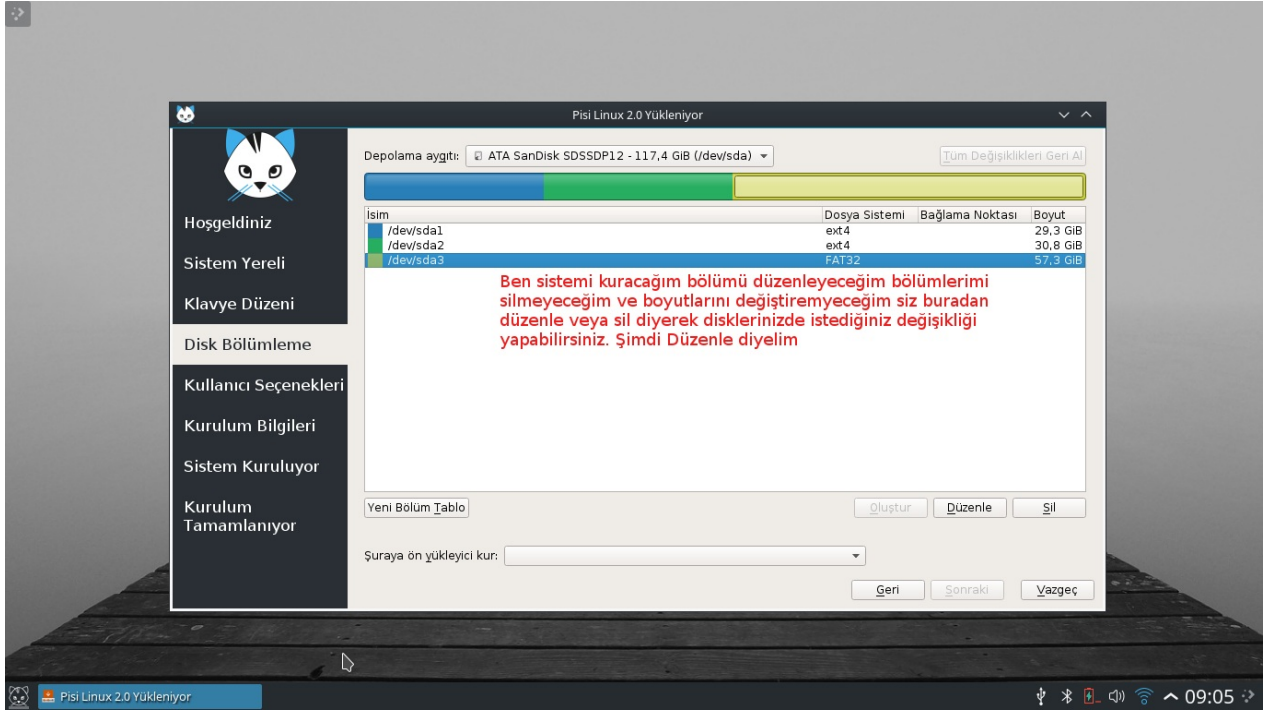 Pisi Linux 2.0 Yükleniyor
Hoşgeldiniz
Sistem Yereli
Klavye Düzeni
Disk Bölümleme
Kullanıcı Seçenekleri
Kurulum Bilgileri
Sistem Kuruluyor
Kurulum
Tamamlanıyor
Depolama aygıtı: ATA SanDisk SDSSDP12 - 117,4 GiB (/dev/sda)
Tüm Değişiklikleri Geri Al
İsim Dosya Sistemi Bağlama Noktası Boyut
/dev/sda1 ext4 29,3 GiB
/dev/sda2 ext4 30,8 GiB
/dev/sda3 FAT32 57,3 GiB
Ben sistemi kuracağım bölümü düzenleyeceğim bölümlerimi
silmeyeceğim ve boyutlarını değiştiremyeceğim siz buradan
düzenle veya sil diyerek disklerinizde istediğiniz değişikliği
yapabilirsiniz. Şimdi Düzenle diyelim
Yeni Bölüm Tablo Oluştur Düzenle Sil
Şuraya ön yükleyici kur:
Geri Sonraki Vazgeç
Pisi Linux 2.0 Yükleniyor 09:05